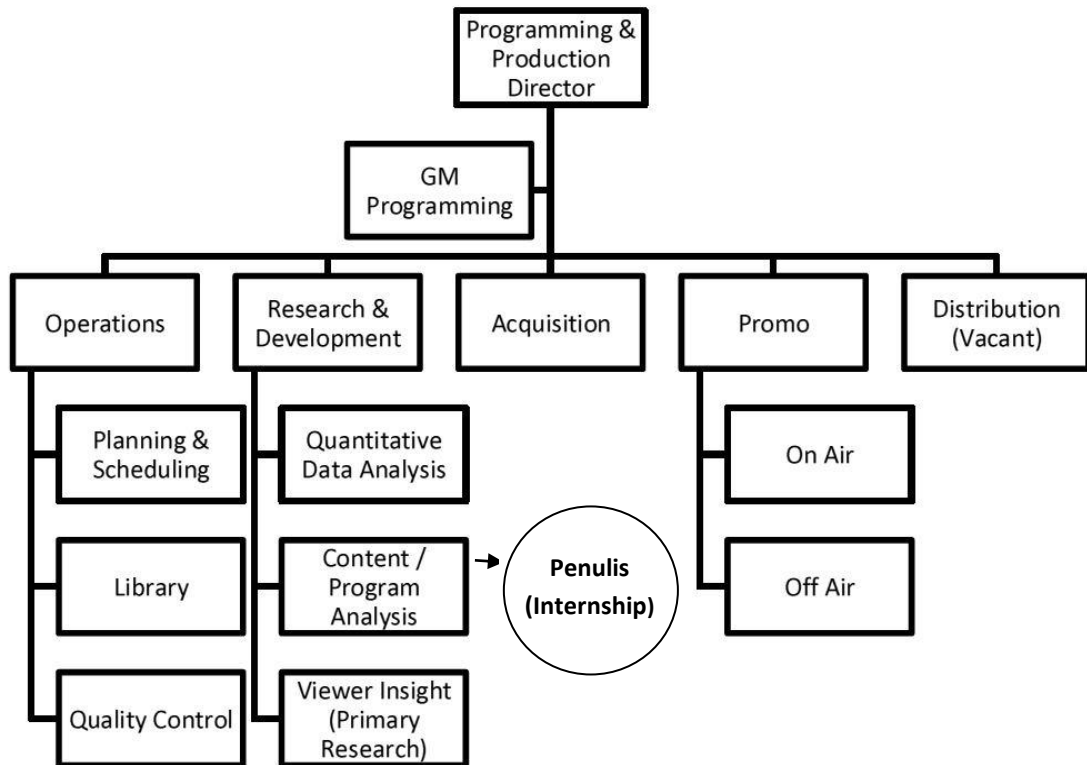 Programming &
Production
Director
GM
Programming
Operations
Research &
Development
Acquisition
Promo
Distribution
(Vacant)
Planning &
Scheduling
Quantitative
Data Analysis
On Air
Library
Content /
Program
Analysis
Penulis
(Internship)
Off Air
Quality Control
Viewer Insight
(Primary
Research)